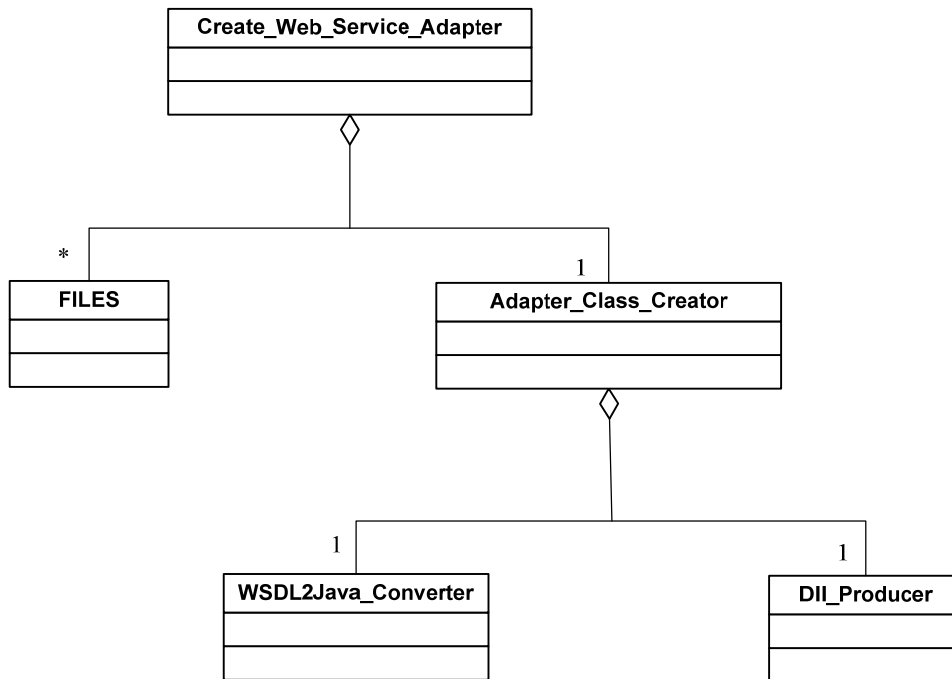 Create_Web_Service_Adapter
*
1
FILES
Adapter_Class_Creator
1
1
WSDL2Java_Converter
DII_Producer